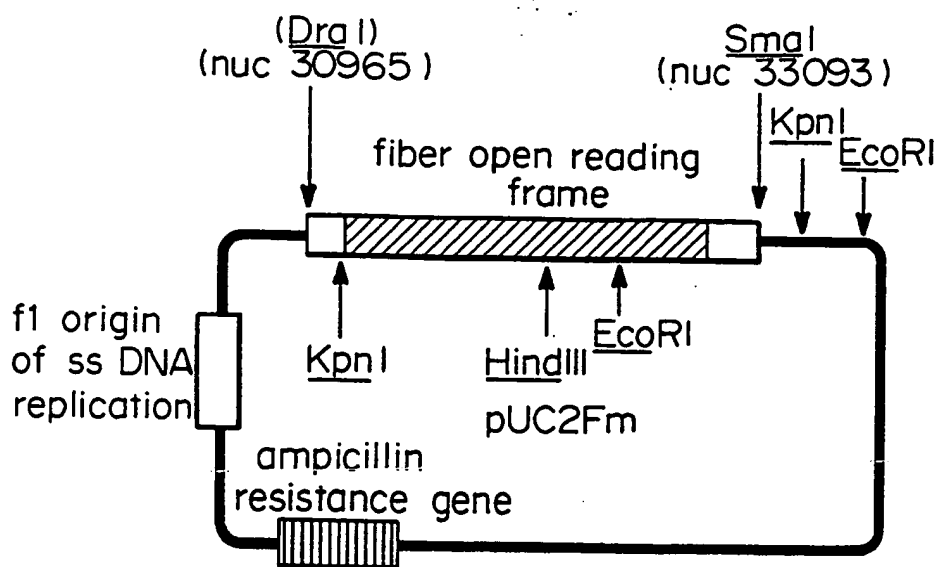 (DraI)
(nuc 30965)
SmaI
(nuc 33093)
KpnI
EcoRI
fiber open reading
frame
f1 origin
of ss DNA
replication
KpnI
HindIII
EcoRI
pUC2Fm
ampicillin
resistance gene